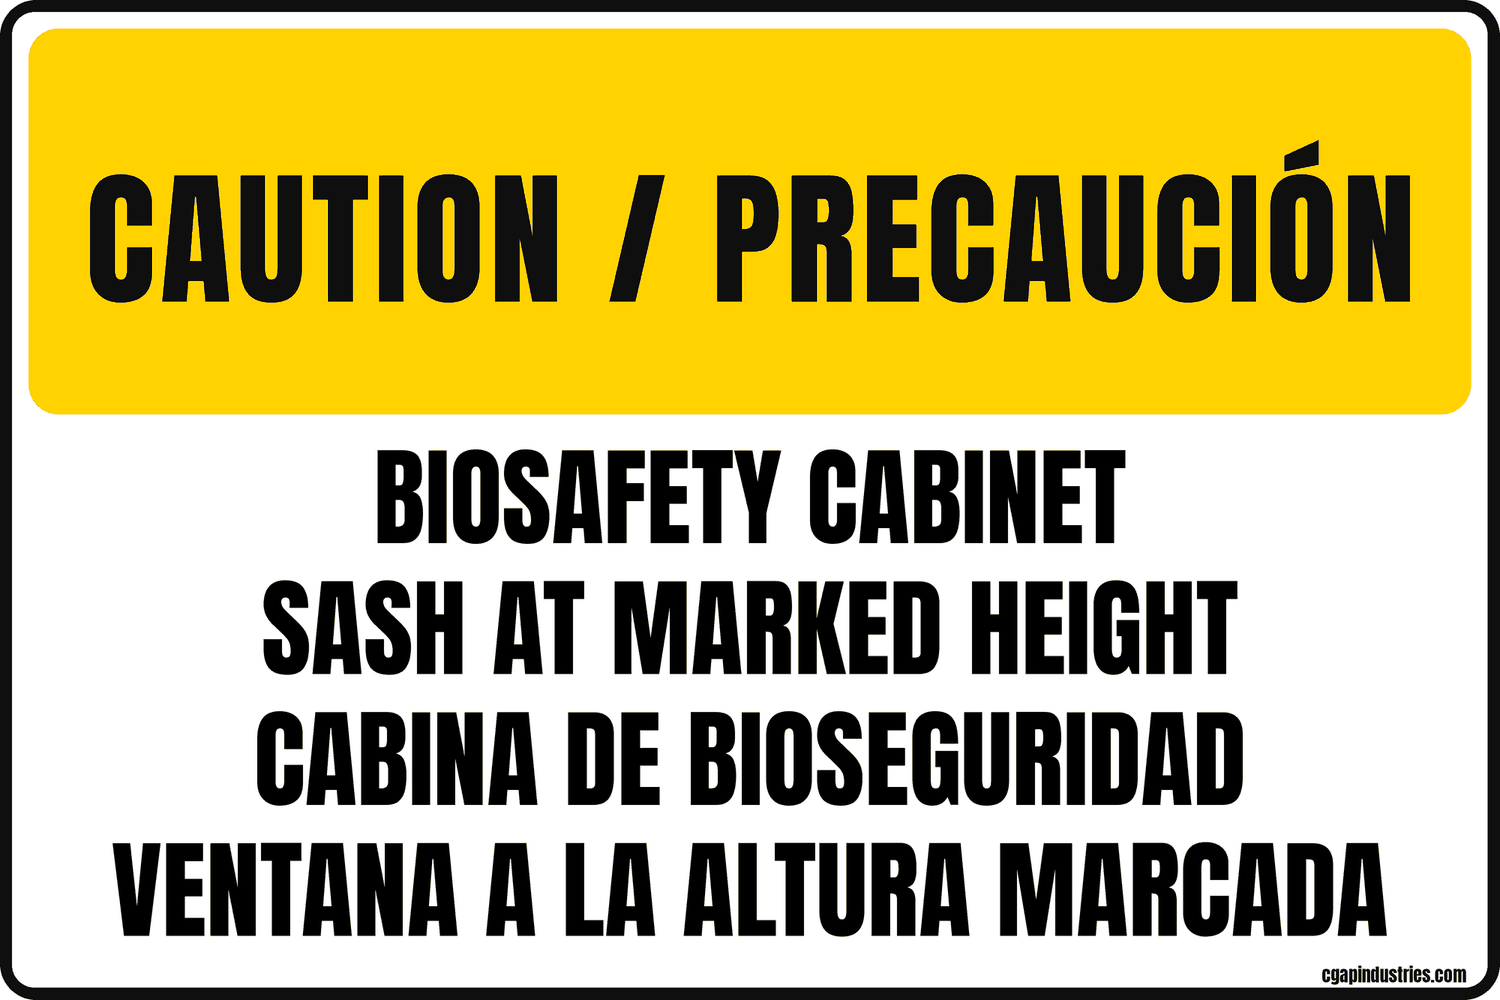 CAUTION / PRECAUCIÓN
BIOSAFETY CABINET
SASH AT MARKED HEIGHT
CABINA DE BIOSEGURIDAD
VENTANA A LA ALTURA MARCADA
cgapindustries.com